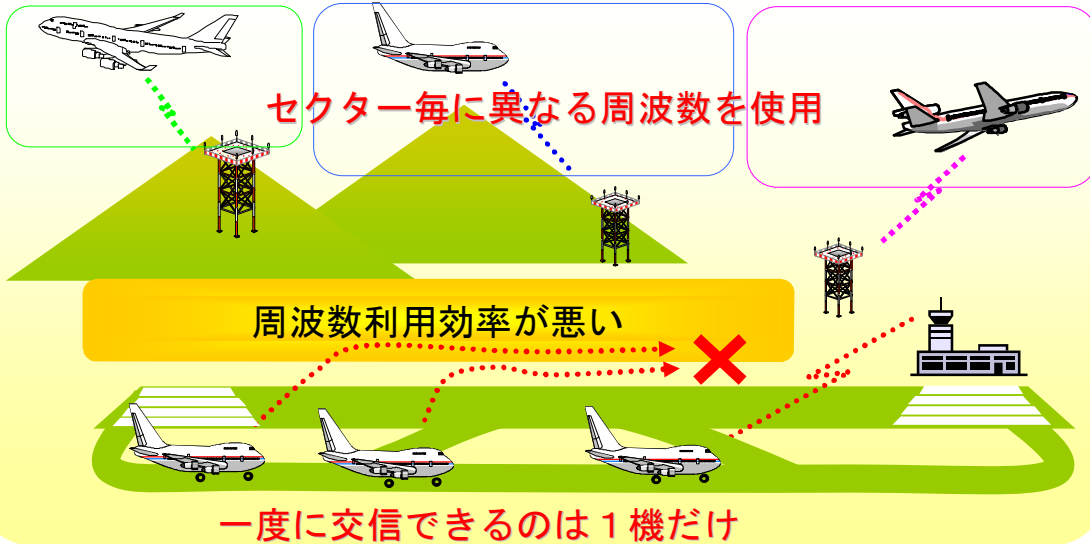 セクター毎に異なる周波数を使用
周波数利用効率が悪い
一度に交信できるのは１機だけ